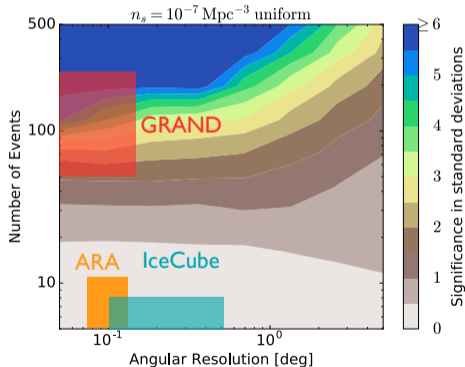 n_s = 10^{-7} Mpc^{-3} uniform
500
100
10
Number of Events
GRAND
ARA
IceCube
10^{-1}
10^{0}
Angular Resolution [deg]
≥ 6
5
4
3
2
1
0
Significance in standard deviations